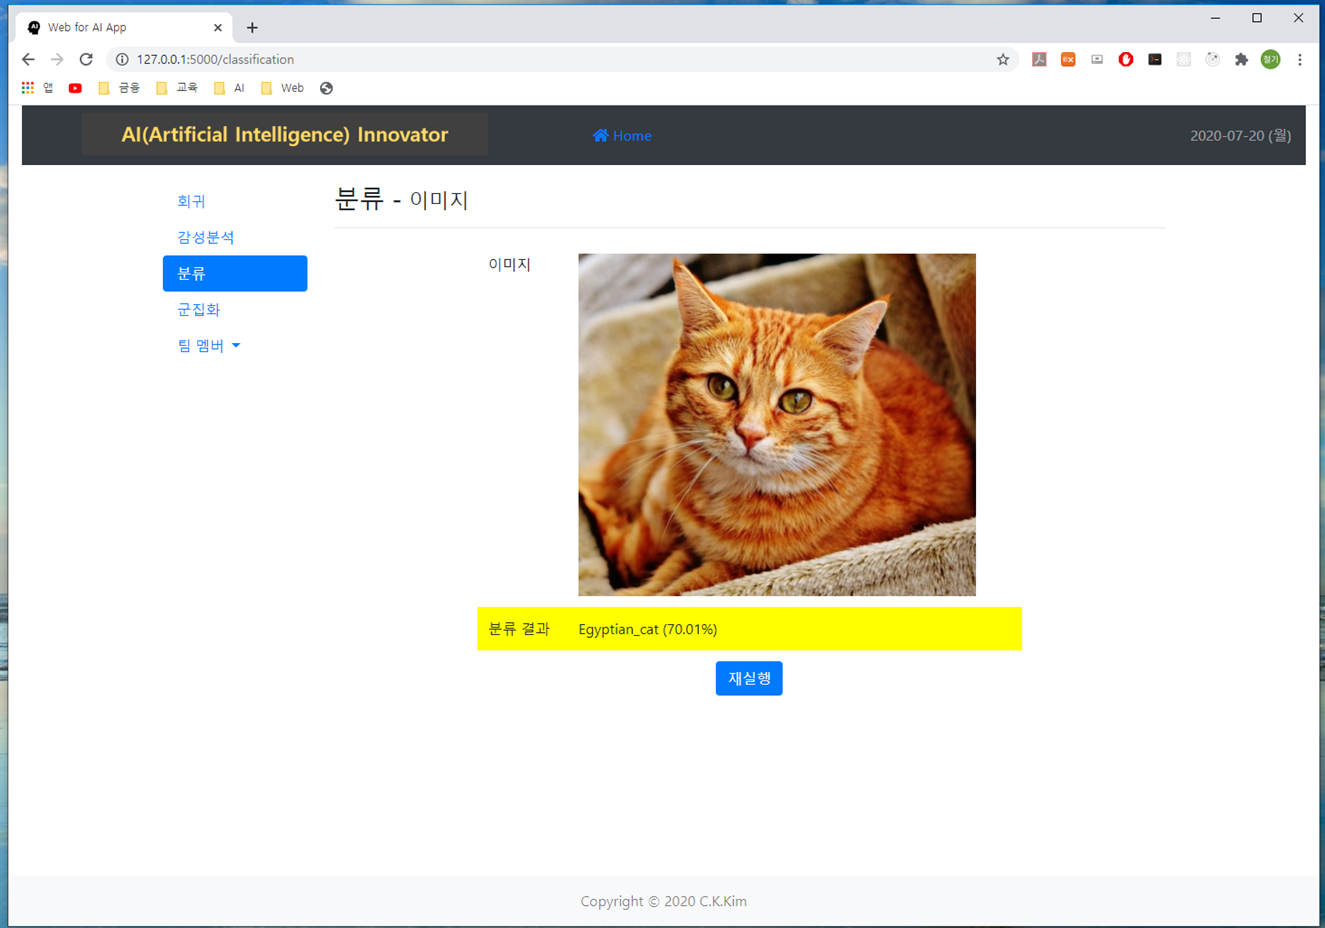 Web for AI App
127.0.0.1:5000/classification
앱 금융 교육 AI Web
AI(Artificial Intelligence) Innovator
Home
2020-07-20 (월)
회귀
감성분석
분류
군집화
팀 멤버
분류 - 이미지
이미지
분류 결과 Egyptian_cat (70.01%)
재실행
Copyright © 2020 C.K.Kim